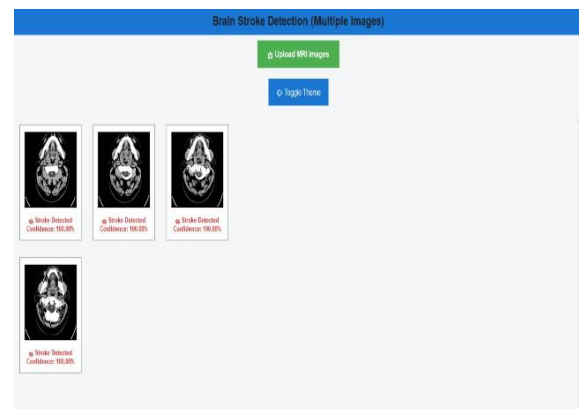 Brain Stroke Detection (Multiple Images)
Upload MRI Images
Toggle Theme
Stroke Detected
Confidence: 100.00%
Stroke Detected
Confidence: 100.00%
Stroke Detected
Confidence: 100.00%
Stroke Detected
Confidence: 100.00%